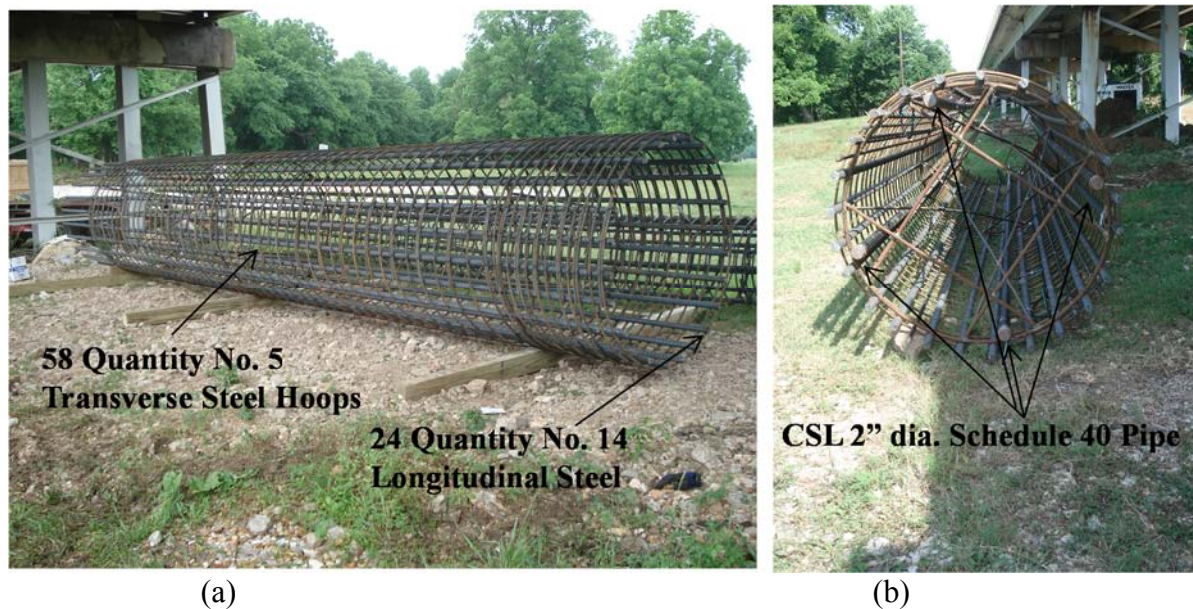 58 Quantity No. 5
Transverse Steel Hoops
24 Quantity No. 14
Longitudinal Steel
CSL 2” dia. Schedule 40 Pipe
(a)
(b)